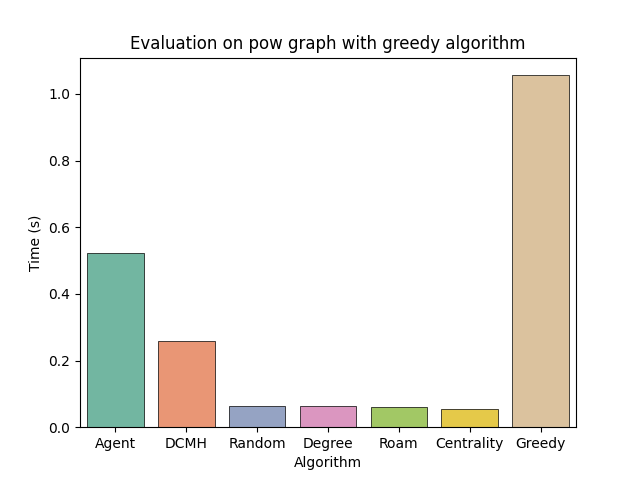 Evaluation on pow graph with greedy algorithm
Time (s)
1.0
0.8
0.6
0.4
0.2
0.0
Agent DCMH Random Degree Roam Centrality Greedy
Algorithm